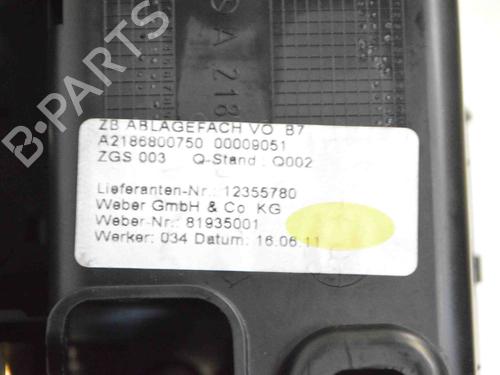 B-PARTS
S A 218
ZB ABLAGEFACH VO B7
A2186800750 00009051
ZGS 003 Q-Stand : Q002
Lieferanten-Nr.: 12355780
Weber GmbH & Co KG
Weber-Nr.: 81935001
Werker: 034 Datum: 16.06.11